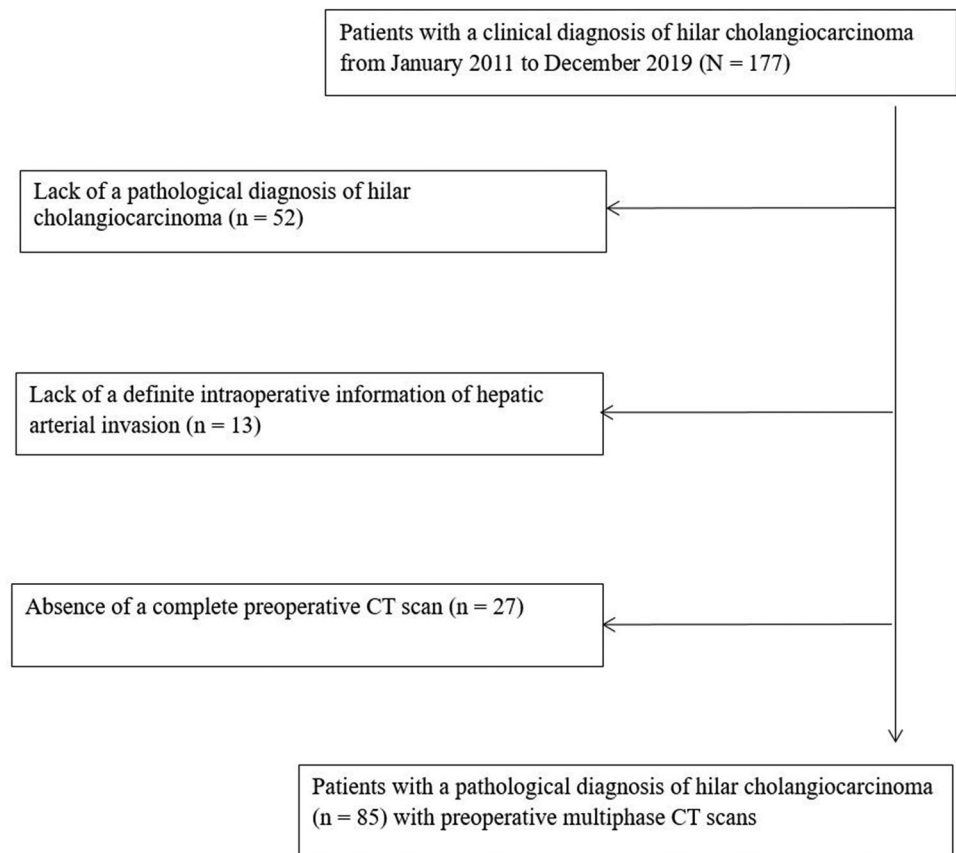 Patients with a clinical diagnosis of hilar cholangiocarcinoma
from January 2011 to December 2019 (N = 177)
Lack of a pathological diagnosis of hilar
cholangiocarcinoma (n = 52)
Lack of a definite intraoperative information of hepatic
arterial invasion (n = 13)
Absence of a complete preoperative CT scan (n = 27)
Patients with a pathological diagnosis of hilar cholangiocarcinoma
(n = 85) with preoperative multiphase CT scans